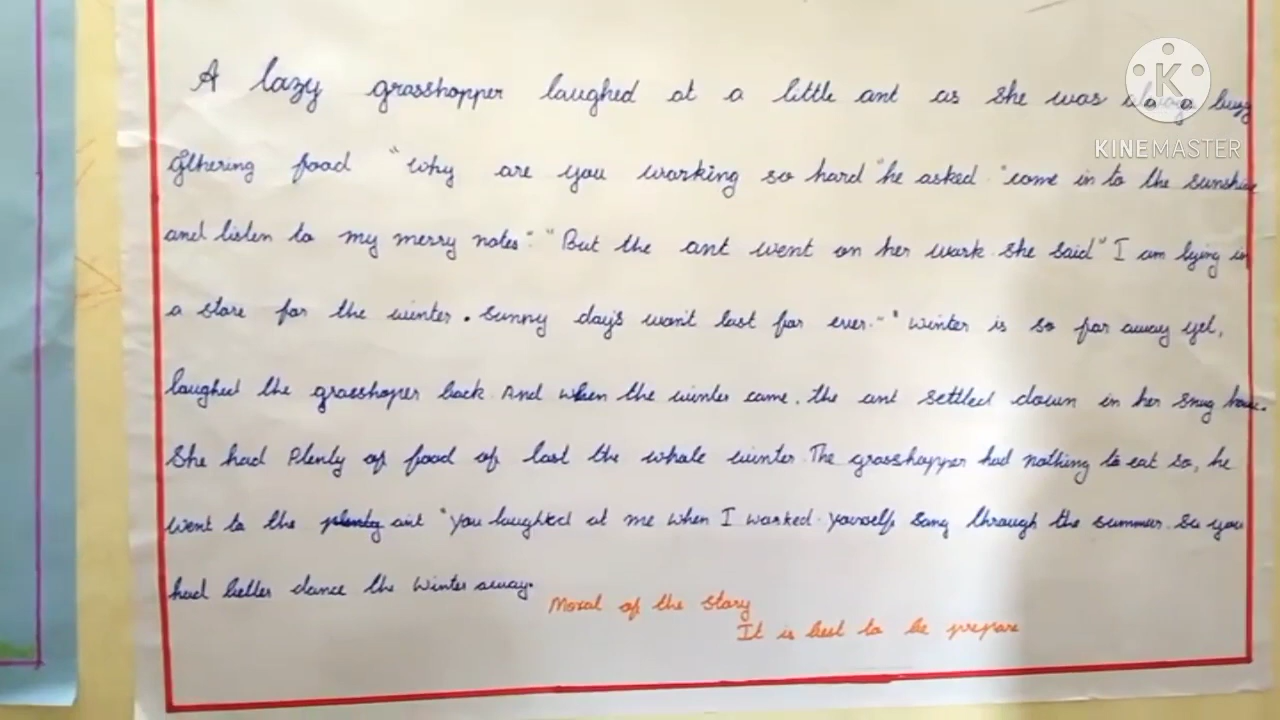 A lazy grasshopper laughed at a little ant as she was always busy
KINEMASTER
gthering food "why are you working so hard "he asked "come in to the sunshine
and listen to my merry notes". "But the ant went on her work she said" I am lying in
a store for the winter. sunny days won't last for ever." "winter is so far away yet,
laughed the grasshoper back. And when the winter came. the ant settled down in her snug house.
She had Plenty of food of last the whole winter. The grasshopper had nothing to eat so, he
went to the ant "you laughted at me when I worked. yourself sang through the summer. so you
had better dance the Winter away.
Moral of the story
It is best to be prepare